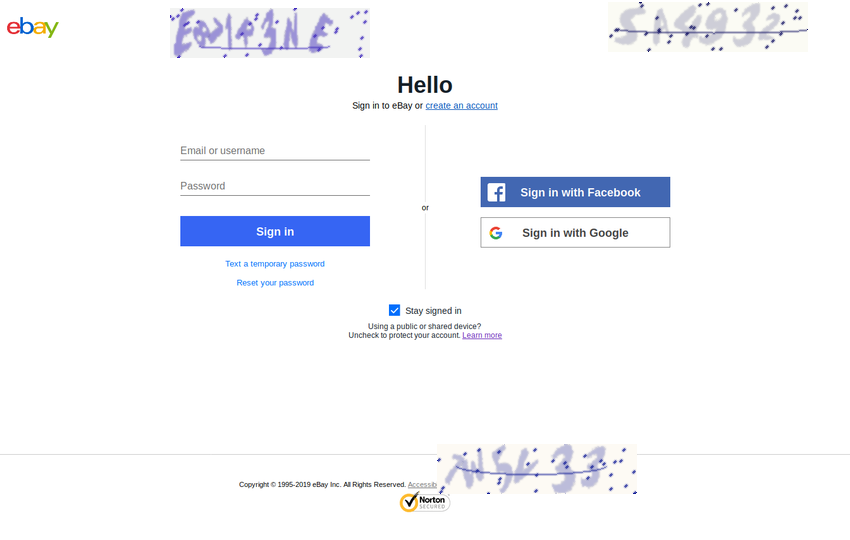 ebay
Hello
Sign in to eBay or create an account
Email or username
Password
Sign in
Text a temporary password
Reset your password
or
Sign in with Facebook
Sign in with Google
Stay signed in
Using a public or shared device?
Uncheck to protect your account. Learn more
Copyright © 1995-2019 eBay Inc. All Rights Reserved. Accessib
Norton
SECURED